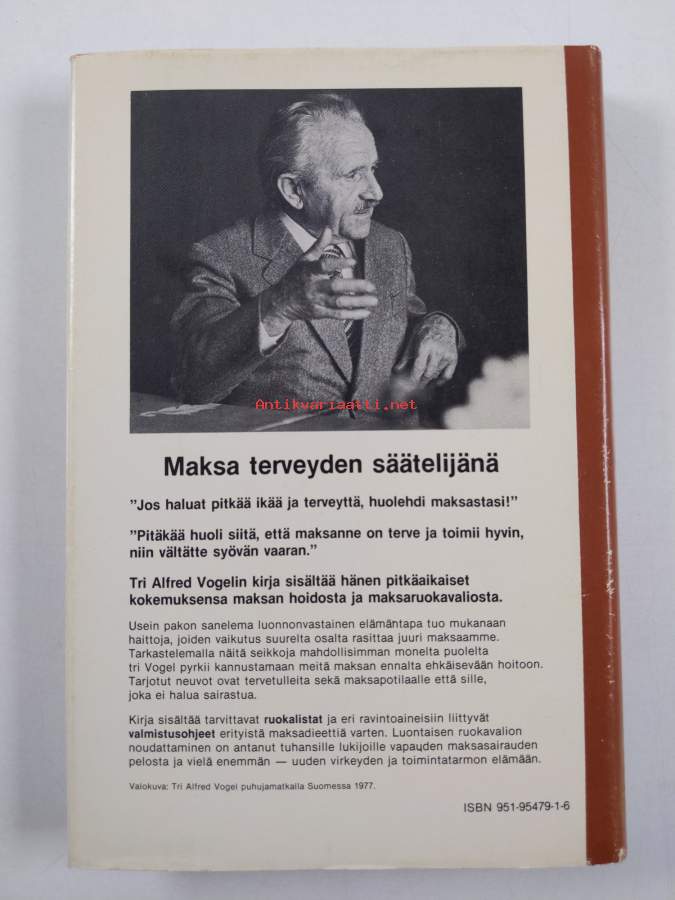 Antikvariaatti.net
Maksa terveyden säätelijänä
”Jos haluat pitkää ikää ja terveyttä, huolehdi maksastasi!”
”Pitäkää huoli siitä, että maksanne on terve ja toimii hyvin,
niin vältätte syövän vaaran.”
Tri Alfred Vogelin kirja sisältää hänen pitkäaikaiset
kokemuksensa maksan hoidosta ja maksaruokavaliosta.
Usein pakon sanelema luonnonvastainen elämäntapa tuo mukanaan
haittoja, joiden vaikutus suurelta osalta rasittaa juuri maksaamme.
Tarkastelemalla näitä seikkoja mahdollisimman monelta puolelta
tri Vogel pyrkii kannustamaan meitä maksan ennalta ehkäisevään hoitoon.
Tarjotut neuvot ovat tervetulleita sekä maksapotilaalle että sille,
joka ei halua sairastua.
Kirja sisältää tarvittavat ruokalistat ja eri ravintoaineisiin liittyvät
valmistusohjeet erityistä maksadieettiä varten. Luontaisen ruokavalion
noudattaminen on antanut tuhansille lukijoille vapauden maksasairauden
pelosta ja vielä enemmän — uuden virkeyden ja toimintatarmon elämään.
Valokuva: Tri Alfred Vogel puhujamatkalla Suomessa 1977.
ISBN 951-95479-1-6